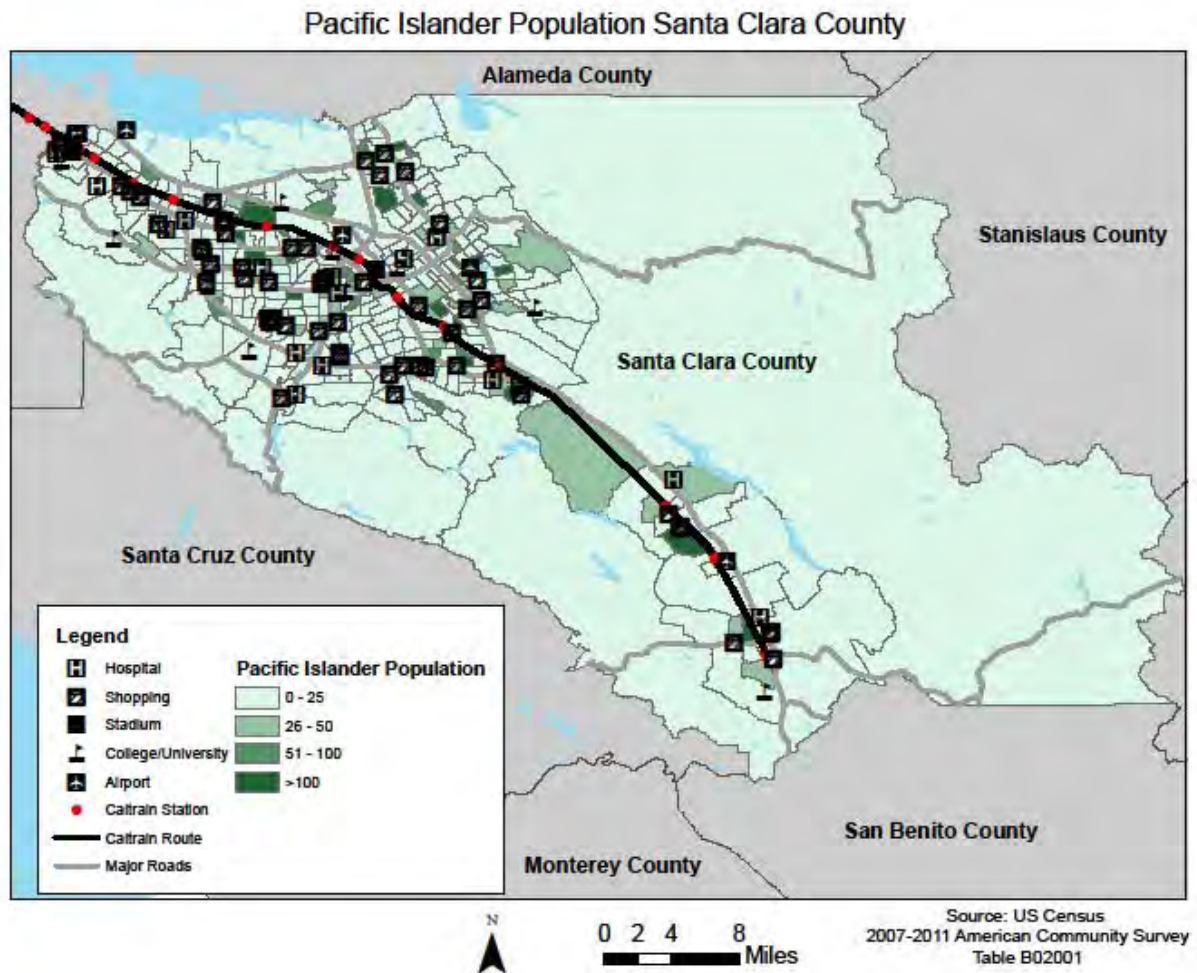 Pacific Islander Population Santa Clara County
Alameda County
Stanislaus County
Santa Clara County
Santa Cruz County
Legend
Hospital
Shopping
Stadium
College/University
Airport
Caltrain Station
Caltrain Route
Major Roads
Pacific Islander Population
0 - 25
26 - 50
51 - 100
>100
San Benito County
Monterey County
N
0 2 4 8
Miles
Source: US Census
2007-2011 American Community Survey
Table B02001